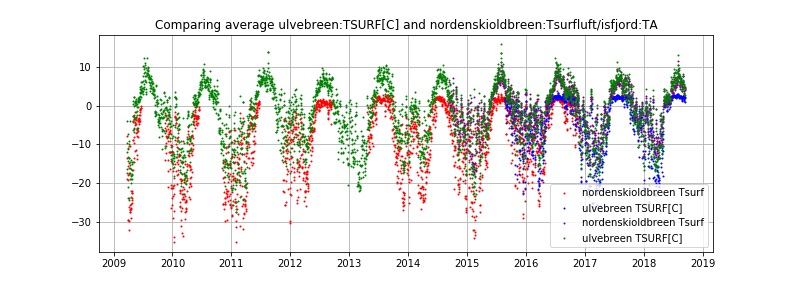 Comparing average ulvebreen:TSURF[C] and nordenskioldbreen:Tsurfluft/isfjord:TA
10
0
−10
−20
−30
nordenskioldbreen Tsurf
ulvebreen TSURF[C]
nordenskioldbreen Tsurf
ulvebreen TSURF[C]
2009 2010 2011 2012 2013 2014 2015 2016 2017 2018 2019